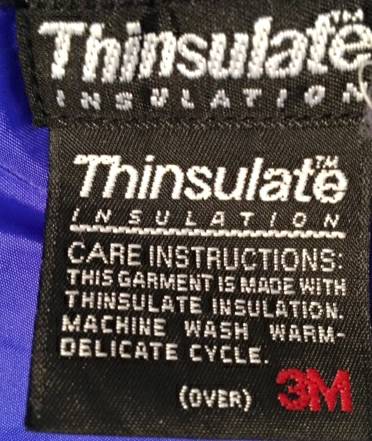 Thinsulate™
INSULATION
Thinsulate™
INSULATION
CARE INSTRUCTIONS:
THIS GARMENT IS MADE WITH
THINSULATE INSULATION.
MACHINE WASH WARM-
DELICATE CYCLE.
(OVER) 3M